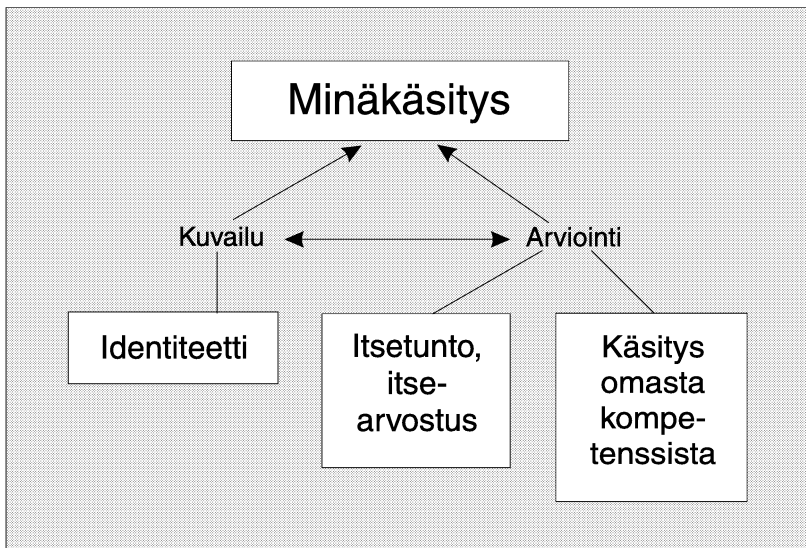 Minäkäsitys
Kuvailu
Arviointi
Identiteetti
Itsetunto,
itse-
arvostus
Käsitys
omasta
kompe-
tenssista